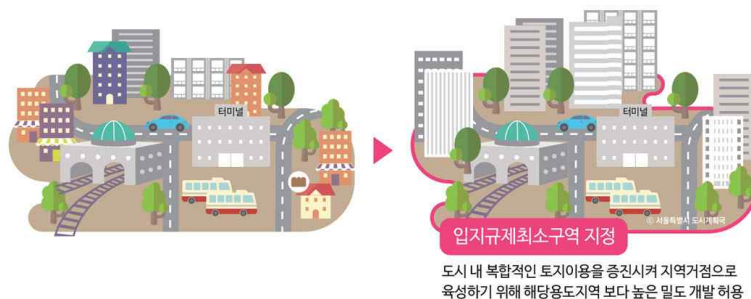 터미널
터미널
ⓒ 서울특별시 도시계획국
입지규제최소구역 지정
도시 내 복합적인 토지이용을 증진시켜 지역거점으로
육성하기 위해 해당용도지역 보다 높은 밀도 개발 허용